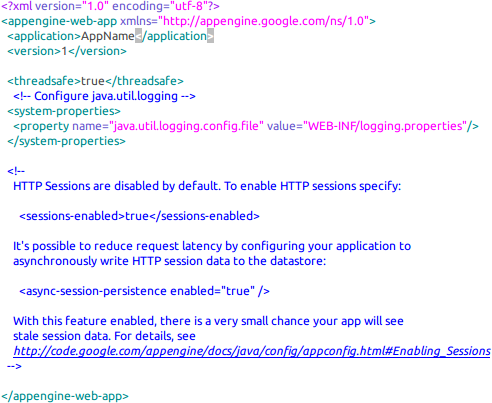 <?xml version="1.0" encoding="utf-8"?>
<appengine-web-app xmlns="http://appengine.google.com/ns/1.0">
<application>AppName</application>
<version>1</version>
<threadsafe>true</threadsafe>
<!-- Configure java.util.logging -->
<system-properties>
<property name="java.util.logging.config.file" value="WEB-INF/logging.properties"/>
</system-properties>
<!--
HTTP Sessions are disabled by default. To enable HTTP sessions specify:
<sessions-enabled>true</sessions-enabled>
It's possible to reduce request latency by configuring your application to
asynchronously write HTTP session data to the datastore:
<async-session-persistence enabled="true" />
With this feature enabled, there is a very small chance your app will see
stale session data. For details, see
http://code.google.com/appengine/docs/java/config/appconfig.html#Enabling_Sessions
-->
</appengine-web-app>